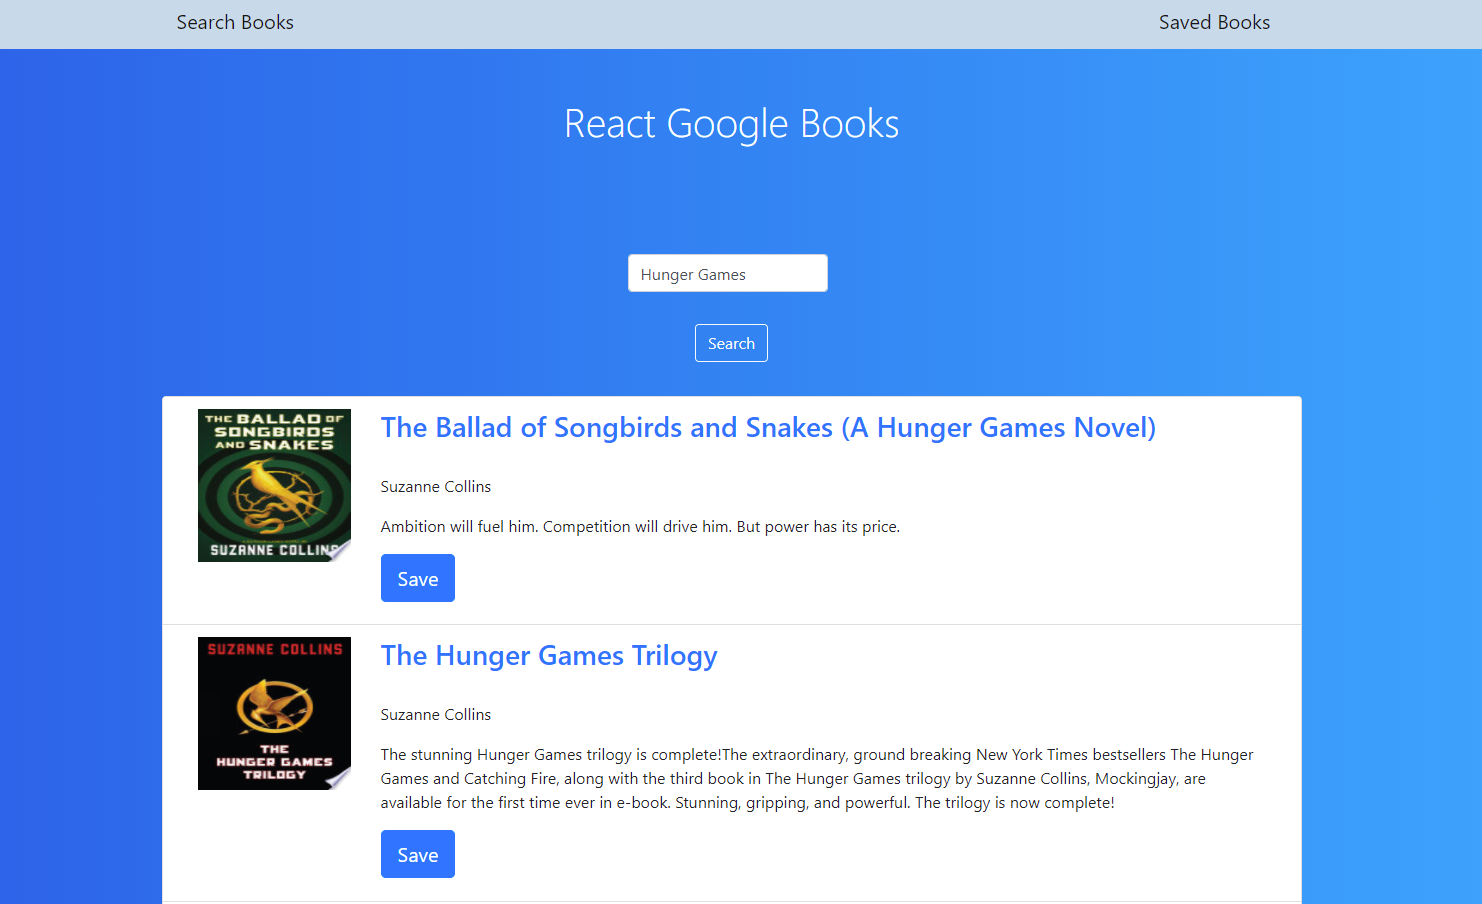 Search Books
Saved Books
React Google Books
Hunger Games
Search
THE BALLAD OF
SONGBIRDS
AND SNAKES
SUZANNE COLLINS
The Ballad of Songbirds and Snakes (A Hunger Games Novel)
Suzanne Collins
Ambition will fuel him. Competition will drive him. But power has its price.
Save
SUZANNE COLLINS
THE
HUNGER GAMES
TRILOGY
The Hunger Games Trilogy
Suzanne Collins
The stunning Hunger Games trilogy is complete!The extraordinary, ground breaking New York Times bestsellers The Hunger
Games and Catching Fire, along with the third book in The Hunger Games trilogy by Suzanne Collins, Mockingjay, are
available for the first time ever in e-book. Stunning, gripping, and powerful. The trilogy is now complete!
Save